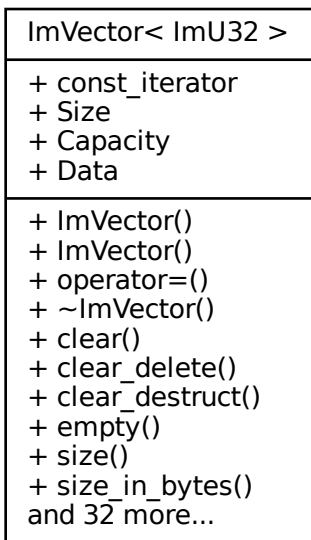 ImVector< ImU32 >
+ const_iterator
+ Size
+ Capacity
+ Data
+ ImVector()
+ ImVector()
+ operator=()
+ ~ImVector()
+ clear()
+ clear_delete()
+ clear_destruct()
+ empty()
+ size()
+ size_in_bytes()
and 32 more...